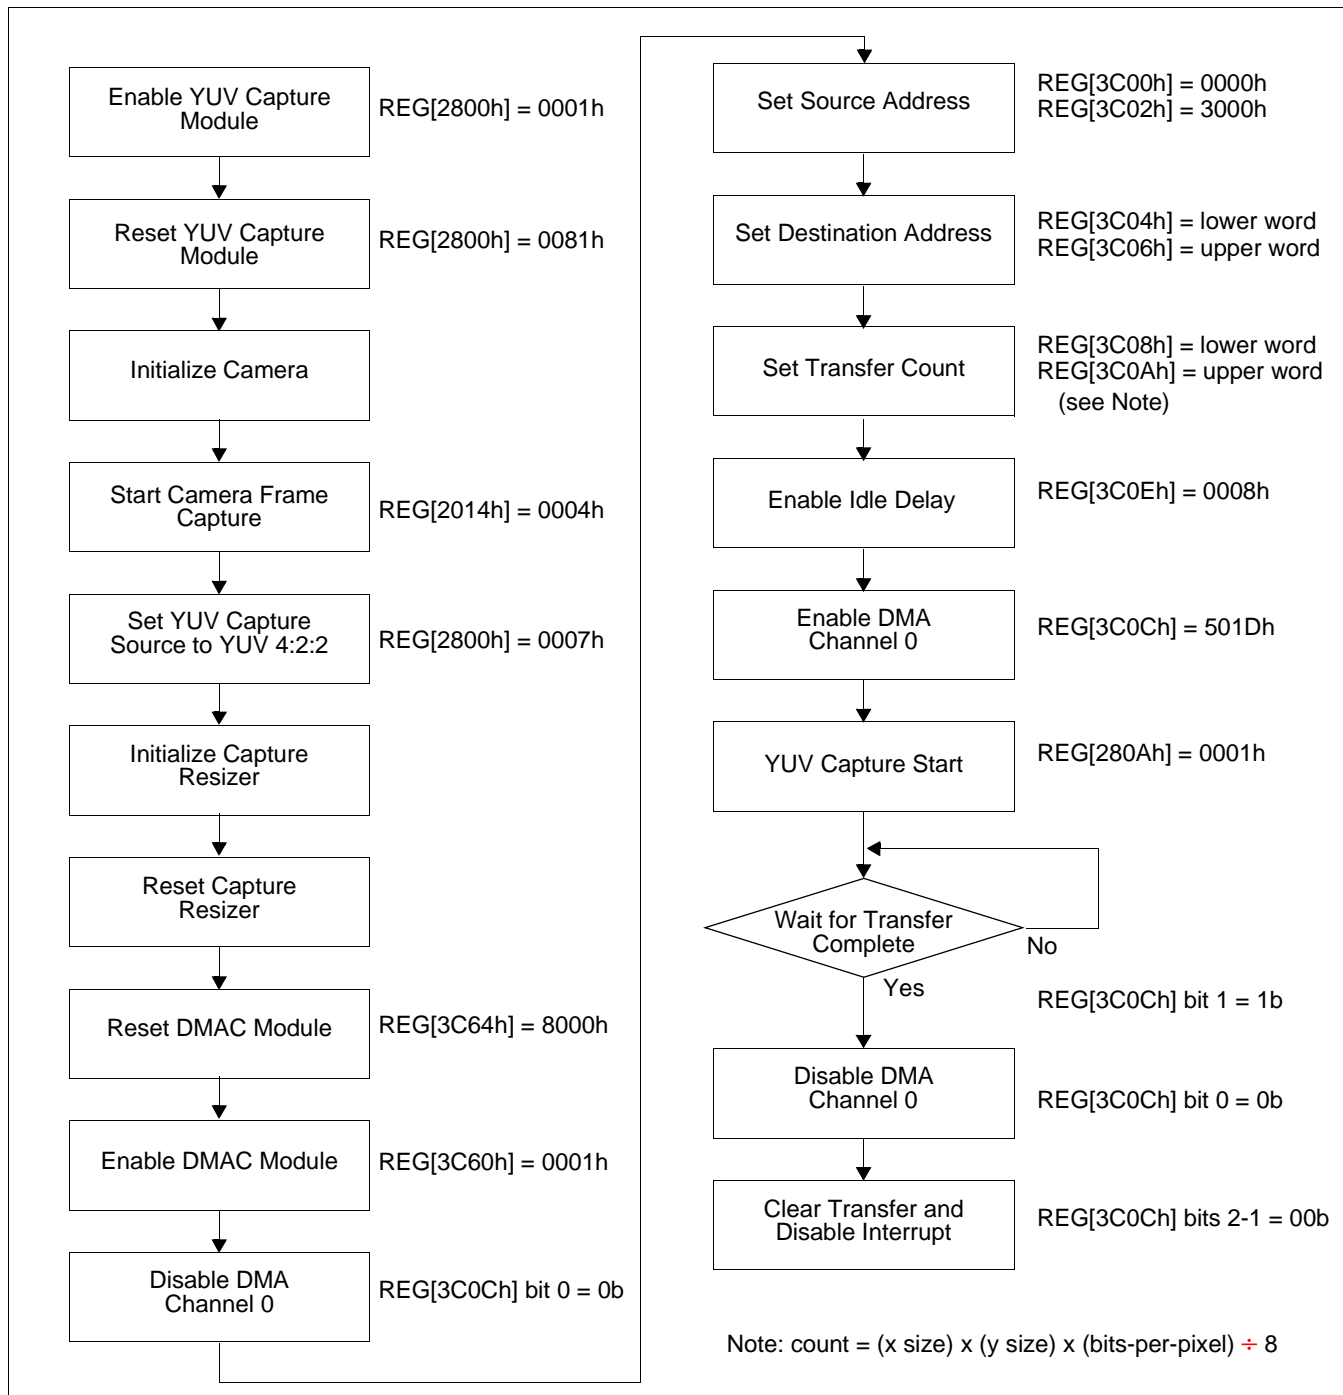 Enable YUV Capture
Module
REG[2800h] = 0001h
Reset YUV Capture
Module
REG[2800h] = 0081h
Initialize Camera
Start Camera Frame
Capture
REG[2014h] = 0004h
Set YUV Capture
Source to YUV 4:2:2
REG[2800h] = 0007h
Initialize Capture
Resizer
Reset Capture
Resizer
Reset DMAC Module
REG[3C64h] = 8000h
Enable DMAC Module
REG[3C60h] = 0001h
Disable DMA
Channel 0
REG[3C0Ch] bit 0 = 0b
Set Source Address
REG[3C00h] = 0000h
REG[3C02h] = 3000h
Set Destination Address
REG[3C04h] = lower word
REG[3C06h] = upper word
Set Transfer Count
REG[3C08h] = lower word
REG[3C0Ah] = upper word
(see Note)
Enable Idle Delay
REG[3C0Eh] = 0008h
Enable DMA
Channel 0
REG[3C0Ch] = 501Dh
YUV Capture Start
REG[280Ah] = 0001h
Wait for Transfer
Complete
No
Yes
REG[3C0Ch] bit 1 = 1b
Disable DMA
Channel 0
REG[3C0Ch] bit 0 = 0b
Clear Transfer and
Disable Interrupt
REG[3C0Ch] bits 2-1 = 00b
Note: count = (x size) x (y size) x (bits-per-pixel) ÷ 8